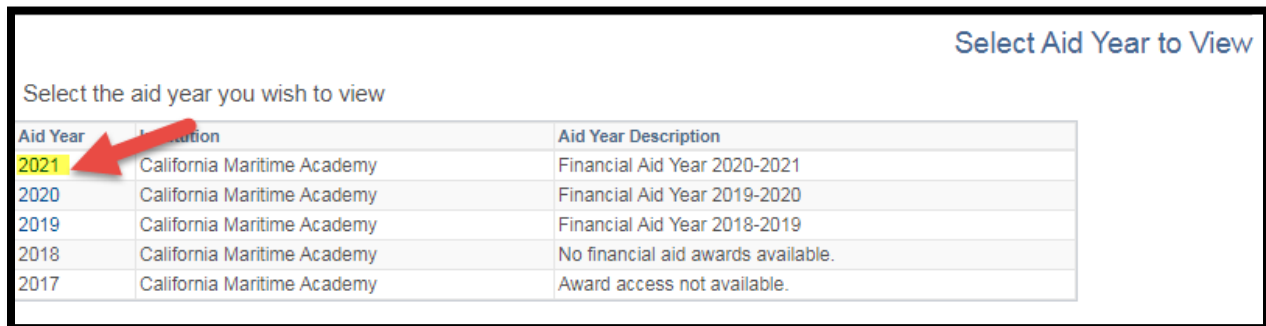 Select Aid Year to View
Select the aid year you wish to view
Aid Year Aid Year Description
2021 California Maritime Academy Financial Aid Year 2020-2021
2020 California Maritime Academy Financial Aid Year 2019-2020
2019 California Maritime Academy Financial Aid Year 2018-2019
2018 California Maritime Academy No financial aid awards available.
2017 California Maritime Academy Award access not available.